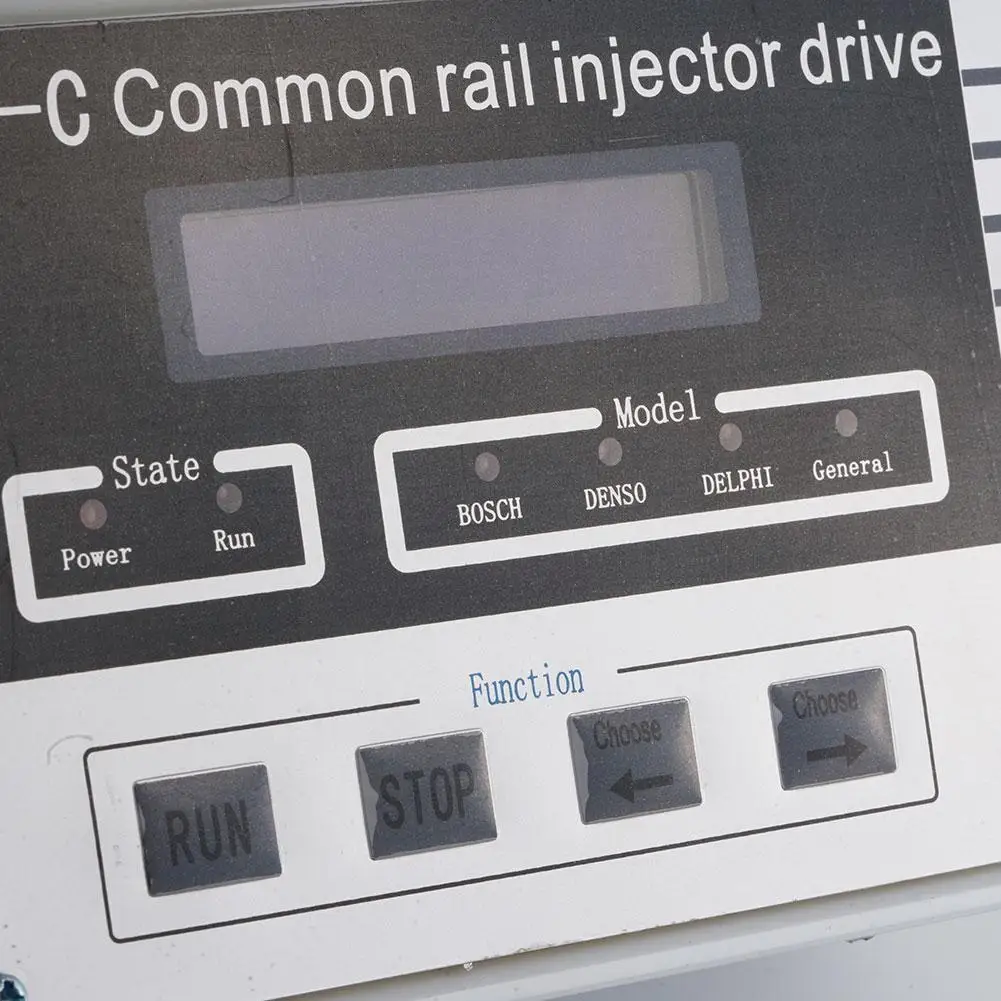 -C Common rail injector drive
State
Power Run
Model
BOSCH DENSO DELPHI General
Function
RUN STOP Choose ← Choose →